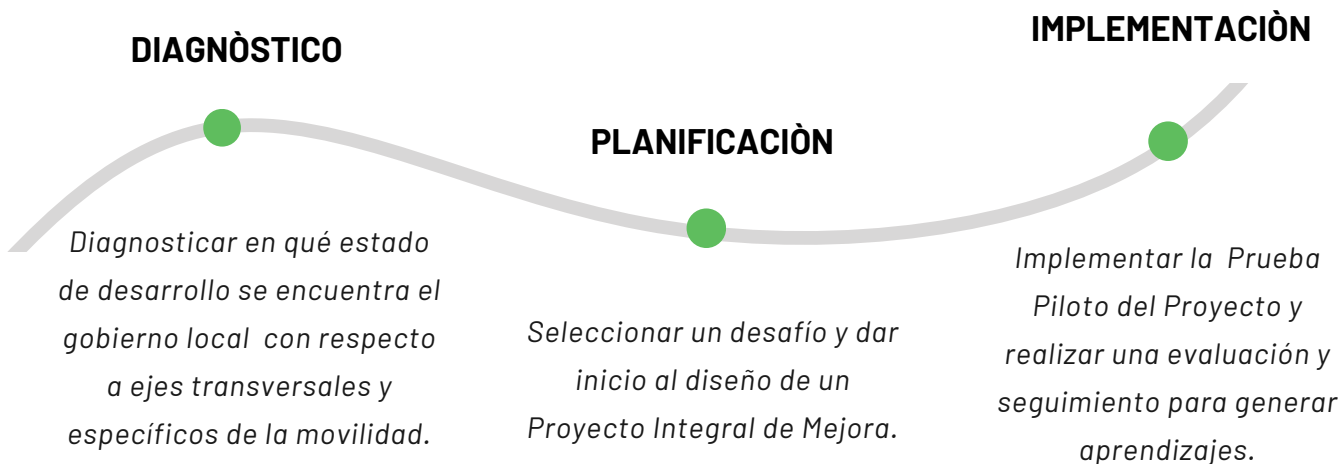 DIAGNÒSTICO
Diagnosticar en qué estado
de desarrollo se encuentra el
gobierno local con respecto
a ejes transversales y
específicos de la movilidad.
PLANIFICACIÒN
Seleccionar un desafío y dar
inicio al diseño de un
Proyecto Integral de Mejora.
IMPLEMENTACIÒN
Implementar la Prueba
Piloto del Proyecto y
realizar una evaluación y
seguimiento para generar
aprendizajes.